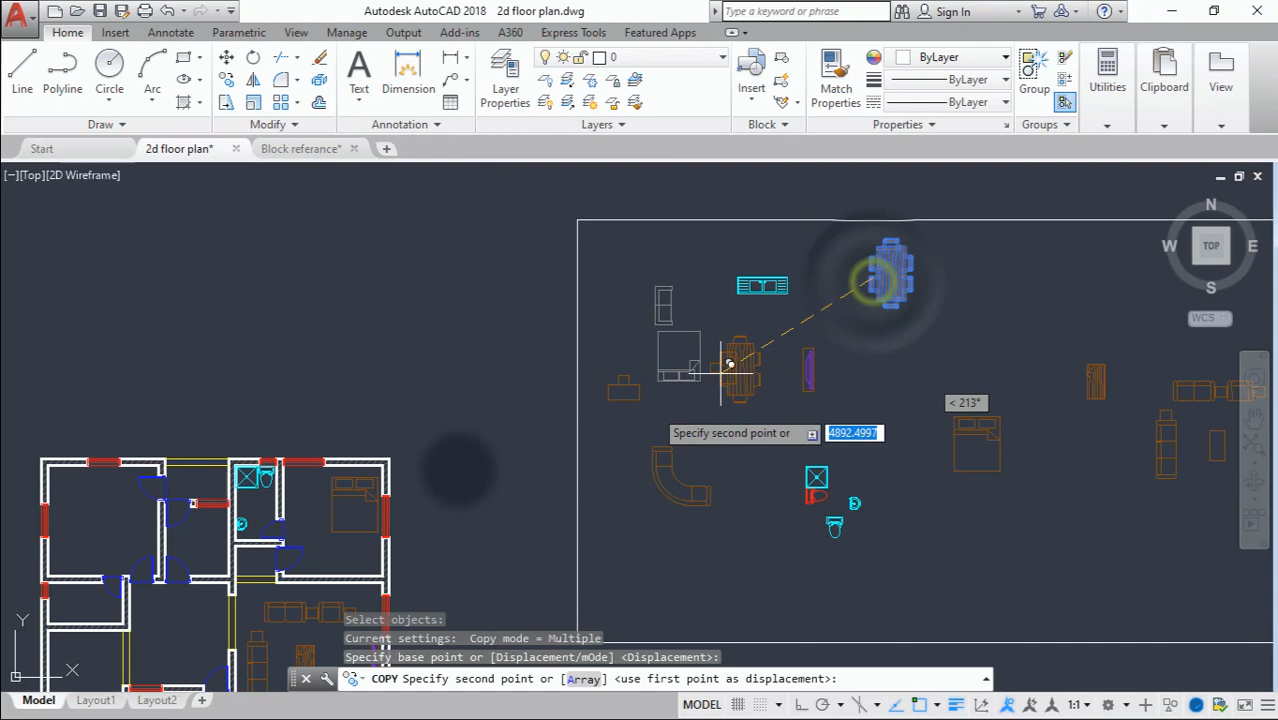 Autodesk AutoCAD 2018 2d floor plan.dwg
Type a keyword or phrase
Sign In
Home Insert Annotate Parametric View Manage Output Add-ins A360 Express Tools Featured Apps
Line Polyline Circle Arc
Text Dimension
Layer Properties
0
Insert
Match Properties
ByLayer
ByLayer
ByLayer
Group
Utilities Clipboard View
Draw Modify Annotation Layers Block Properties Groups
Start 2d floor plan* Block referance*
[−][Top][2D Wireframe]
N
W TOP E
S
WCS
< 213°
Specify second point or 4892.4997
Select objects:
Current settings: Copy mode = Multiple
Specify base point or [Displacement/mOde] <Displacement>:
COPY Specify second point or [Array] <use first point as displacement>:
Y
X
Model Layout1 Layout2
MODEL 1:1